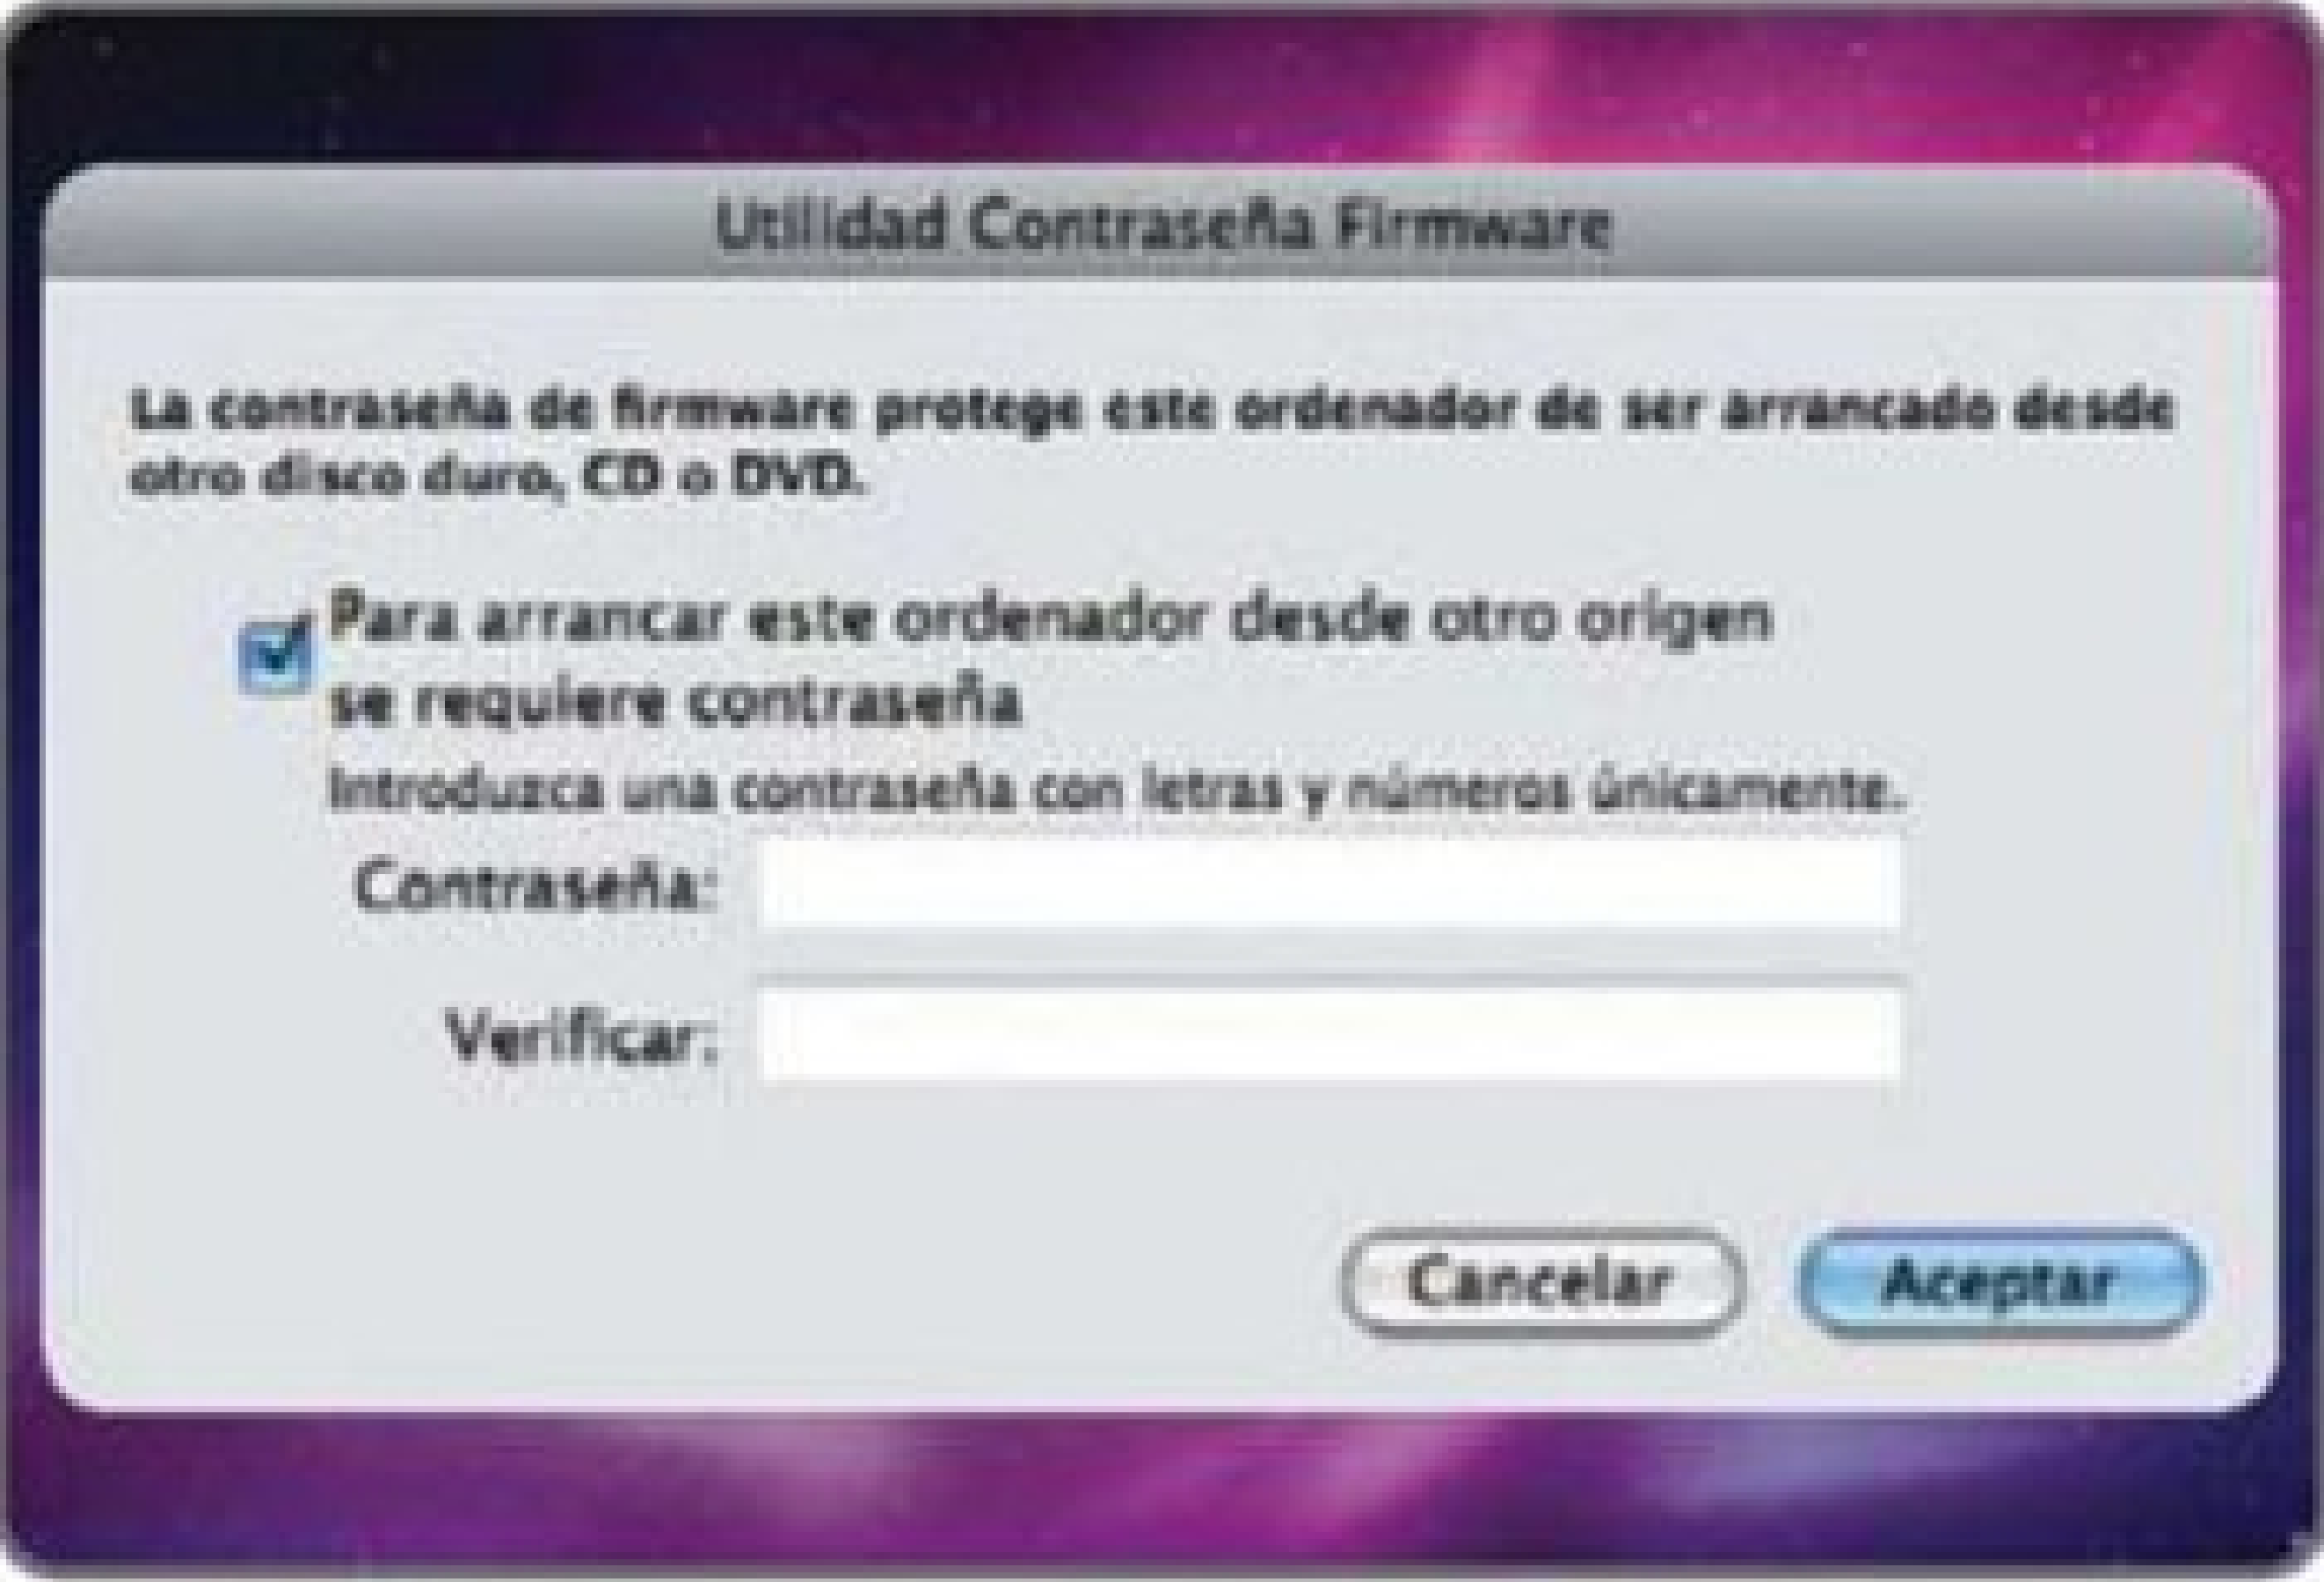 Utilidad Contraseña Firmware
La contraseña de firmware protege este ordenador de ser arrancado desde
otro disco duro, CD o DVD.
Para arrancar este ordenador desde otro origen
se requiere contraseña
Introduzca una contraseña con letras y números únicamente.
Contraseña:
Verificar:
Cancelar Aceptar